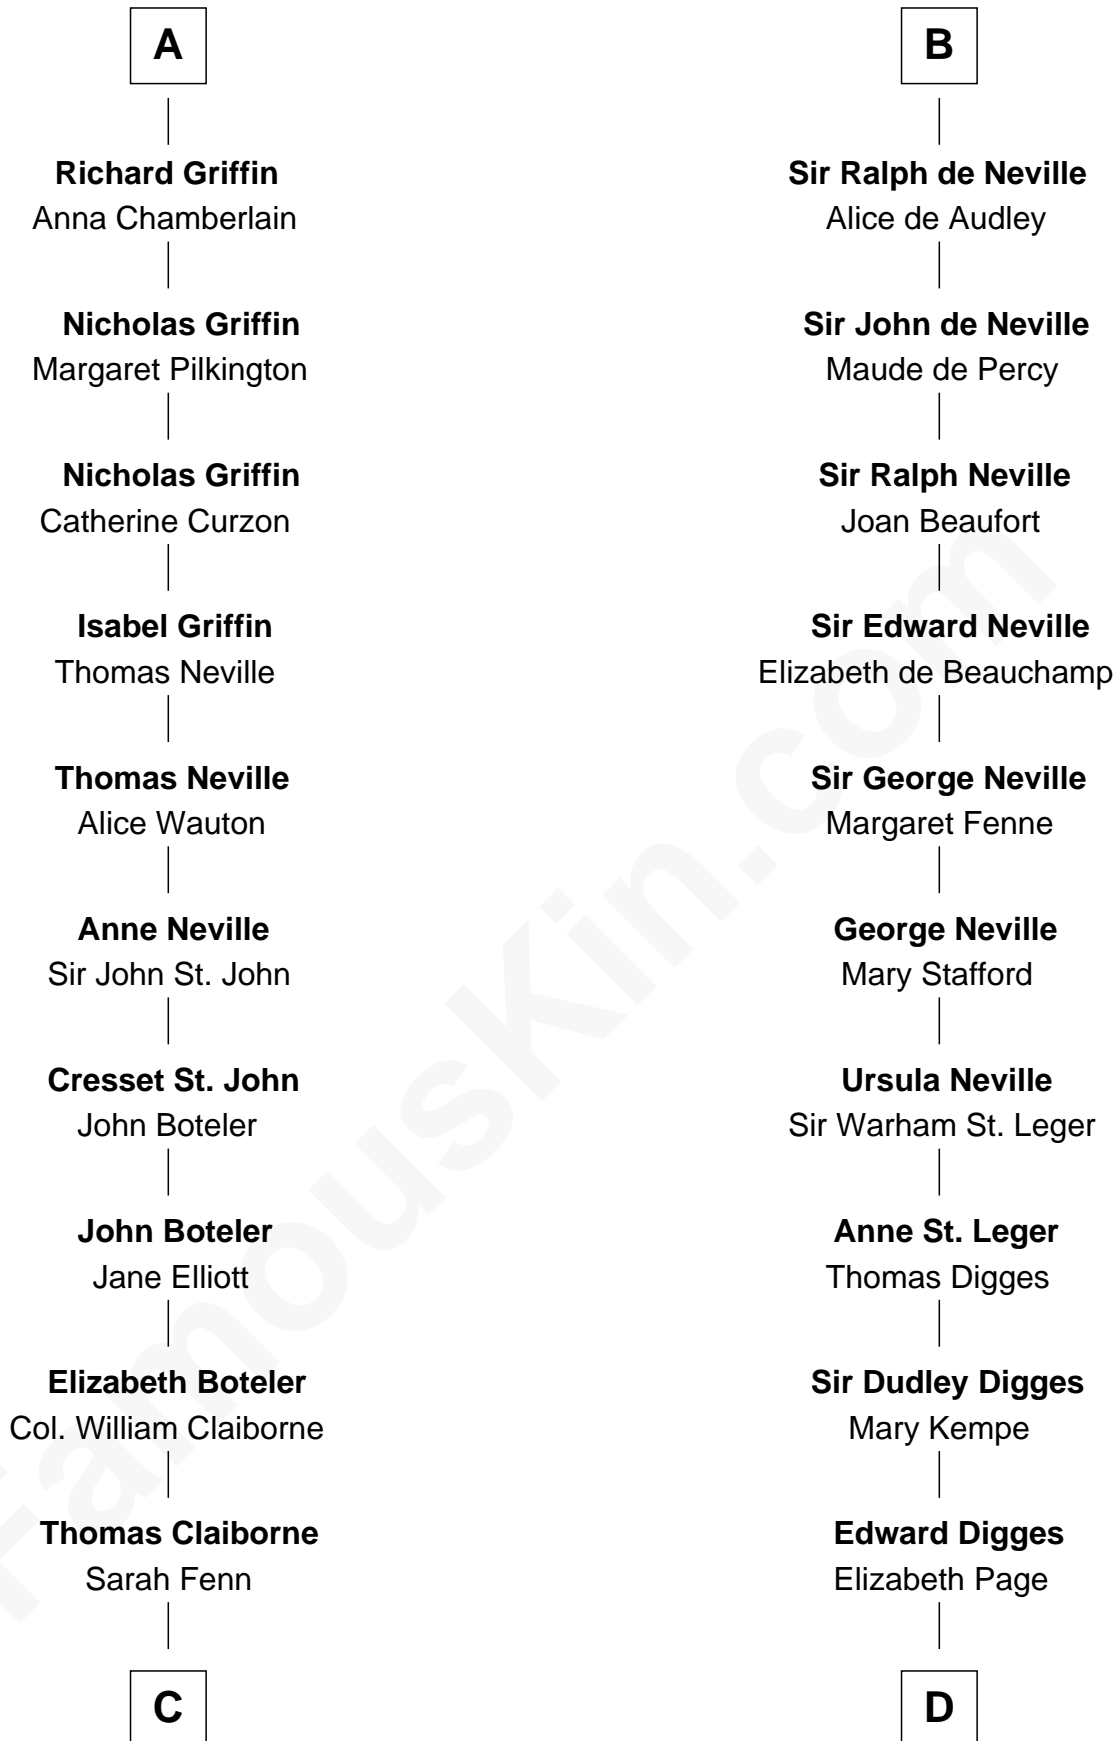 A
Richard Griffin
Anna Chamberlain
Nicholas Griffin
Margaret Pilkington
Nicholas Griffin
Catherine Curzon
Isabel Griffin
Thomas Neville
Thomas Neville
Alice Wauton
Anne Neville
Sir John St. John
Cresset St. John
John Boteler
John Boteler
Jane Elliott
Elizabeth Boteler
Col. William Claiborne
Thomas Claiborne
Sarah Fenn
C
B
Sir Ralph de Neville
Alice de Audley
Sir John de Neville
Maude de Percy
Sir Ralph Neville
Joan Beaufort
Sir Edward Neville
Elizabeth de Beauchamp
Sir George Neville
Margaret Fenne
George Neville
Mary Stafford
Ursula Neville
Sir Warham St. Leger
Anne St. Leger
Thomas Digges
Sir Dudley Digges
Mary Kempe
Edward Digges
Elizabeth Page
D
FamousKin.com